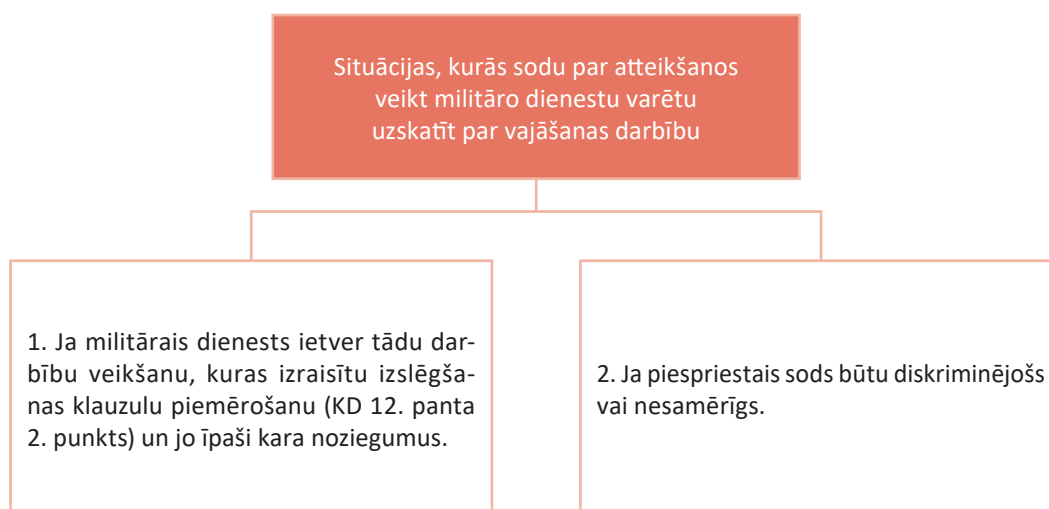 Situācijas, kurās sodu par atteikšanos
veikt militāro dienestu varētu
uzskatīt par vajāšanas darbību
1. Ja militārais dienests ietver tādu dar-
bību veikšanu, kuras izraisītu izslēgša-
nas klauzulu piemērošanu (KD 12. panta
2. punkts) un jo īpaši kara noziegumus.
2. Ja piespriestais sods būtu diskriminējošs
vai nesamērīgs.